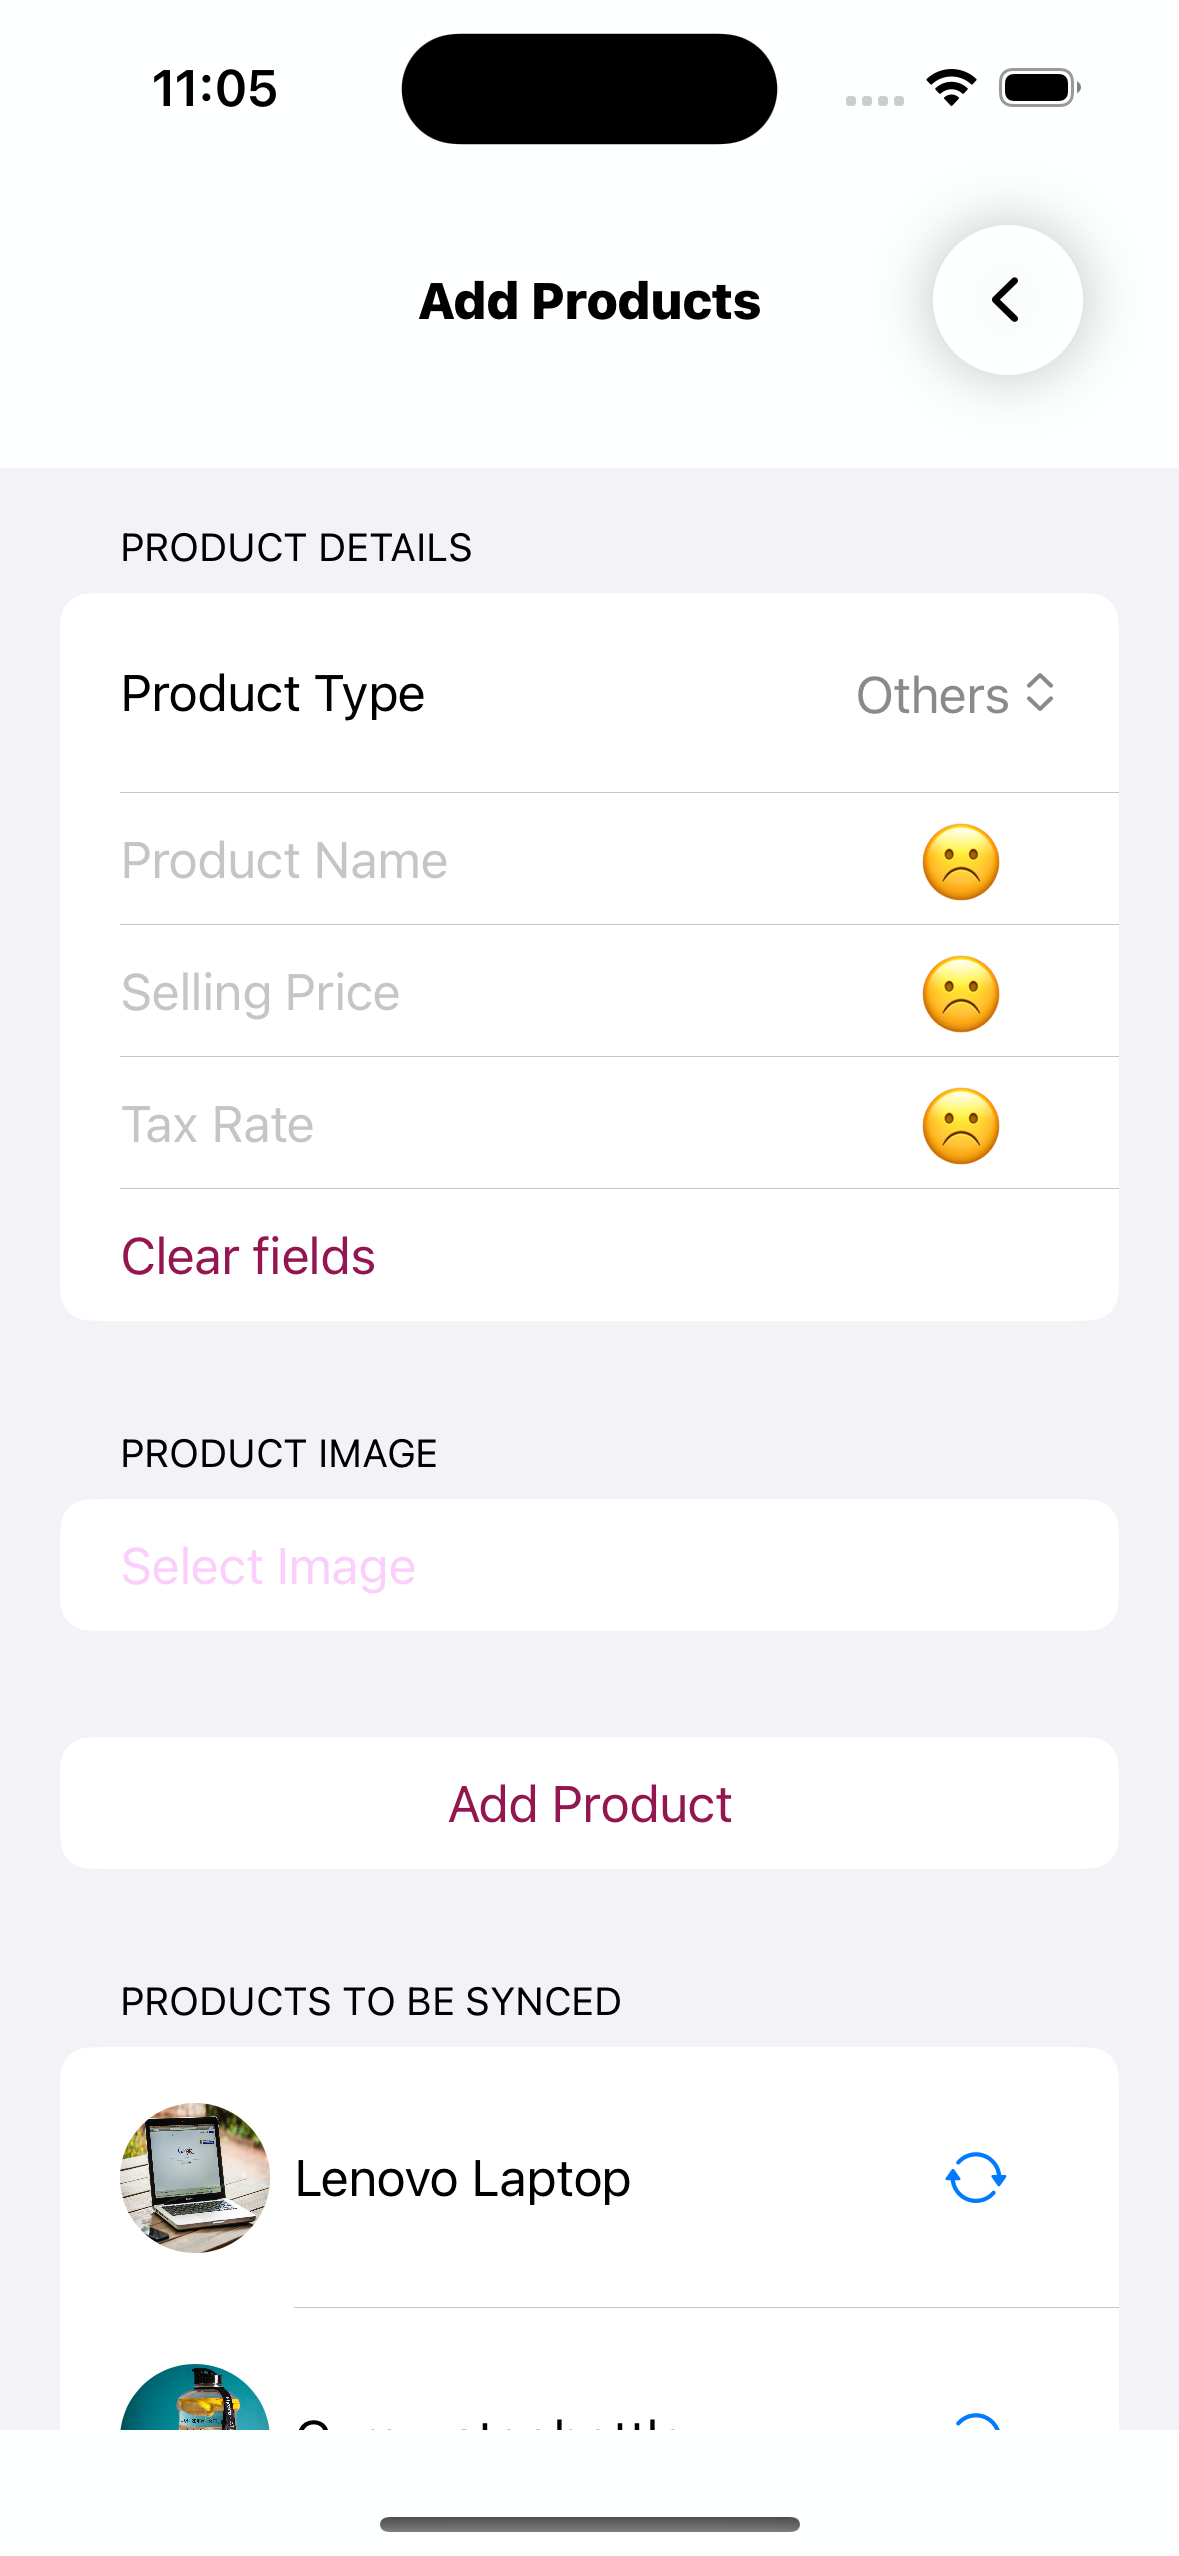 11:05
Add Products
PRODUCT DETAILS
Product Type
Others
Product Name
Selling Price
Tax Rate
Clear fields
PRODUCT IMAGE
Select Image
Add Product
PRODUCTS TO BE SYNCED
Lenovo Laptop